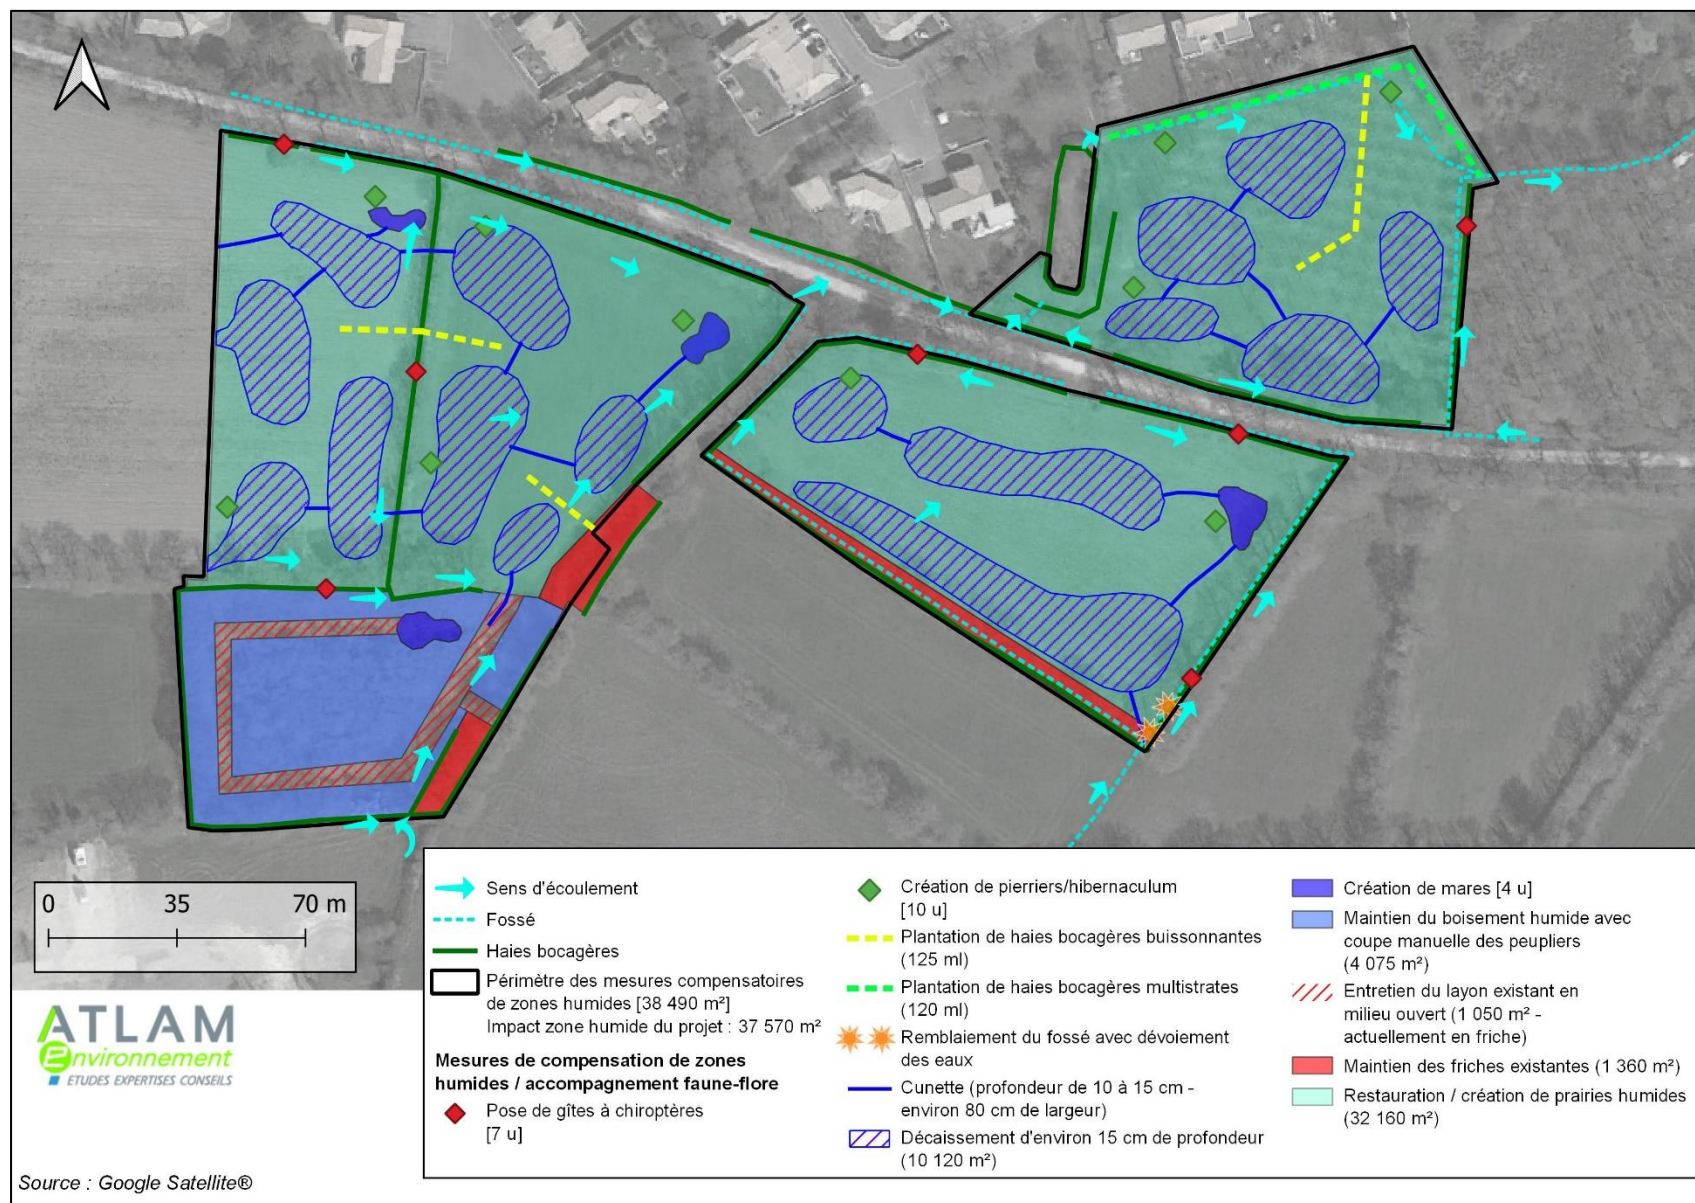 0 35 70 m
ATLAM
Environnement
ETUDES EXPERTISES CONSEILS
Source : Google Satellite®
Sens d'écoulement
Fossé
Haies bocagères
Périmètre des mesures compensatoires
de zones humides [38 490 m²]
Impact zone humide du projet : 37 570 m²
Mesures de compensation de zones
humides / accompagnement faune-flore
Pose de gîtes à chiroptères
[7 u]
Création de pierriers/hibernaculum
[10 u]
Plantation de haies bocagères buissonnantes
(125 ml)
Plantation de haies bocagères multistrates
(120 ml)
Remblaiement du fossé avec dévoiement
des eaux
Cunette (profondeur de 10 à 15 cm -
environ 80 cm de largeur)
Décaissement d'environ 15 cm de profondeur
(10 120 m²)
Création de mares [4 u]
Maintien du boisement humide avec
coupe manuelle des peupliers
(4 075 m²)
Entretien du layon existant en
milieu ouvert (1 050 m² -
actuellement en friche)
Maintien des friches existantes (1 360 m²)
Restauration / création de prairies humides
(32 160 m²)